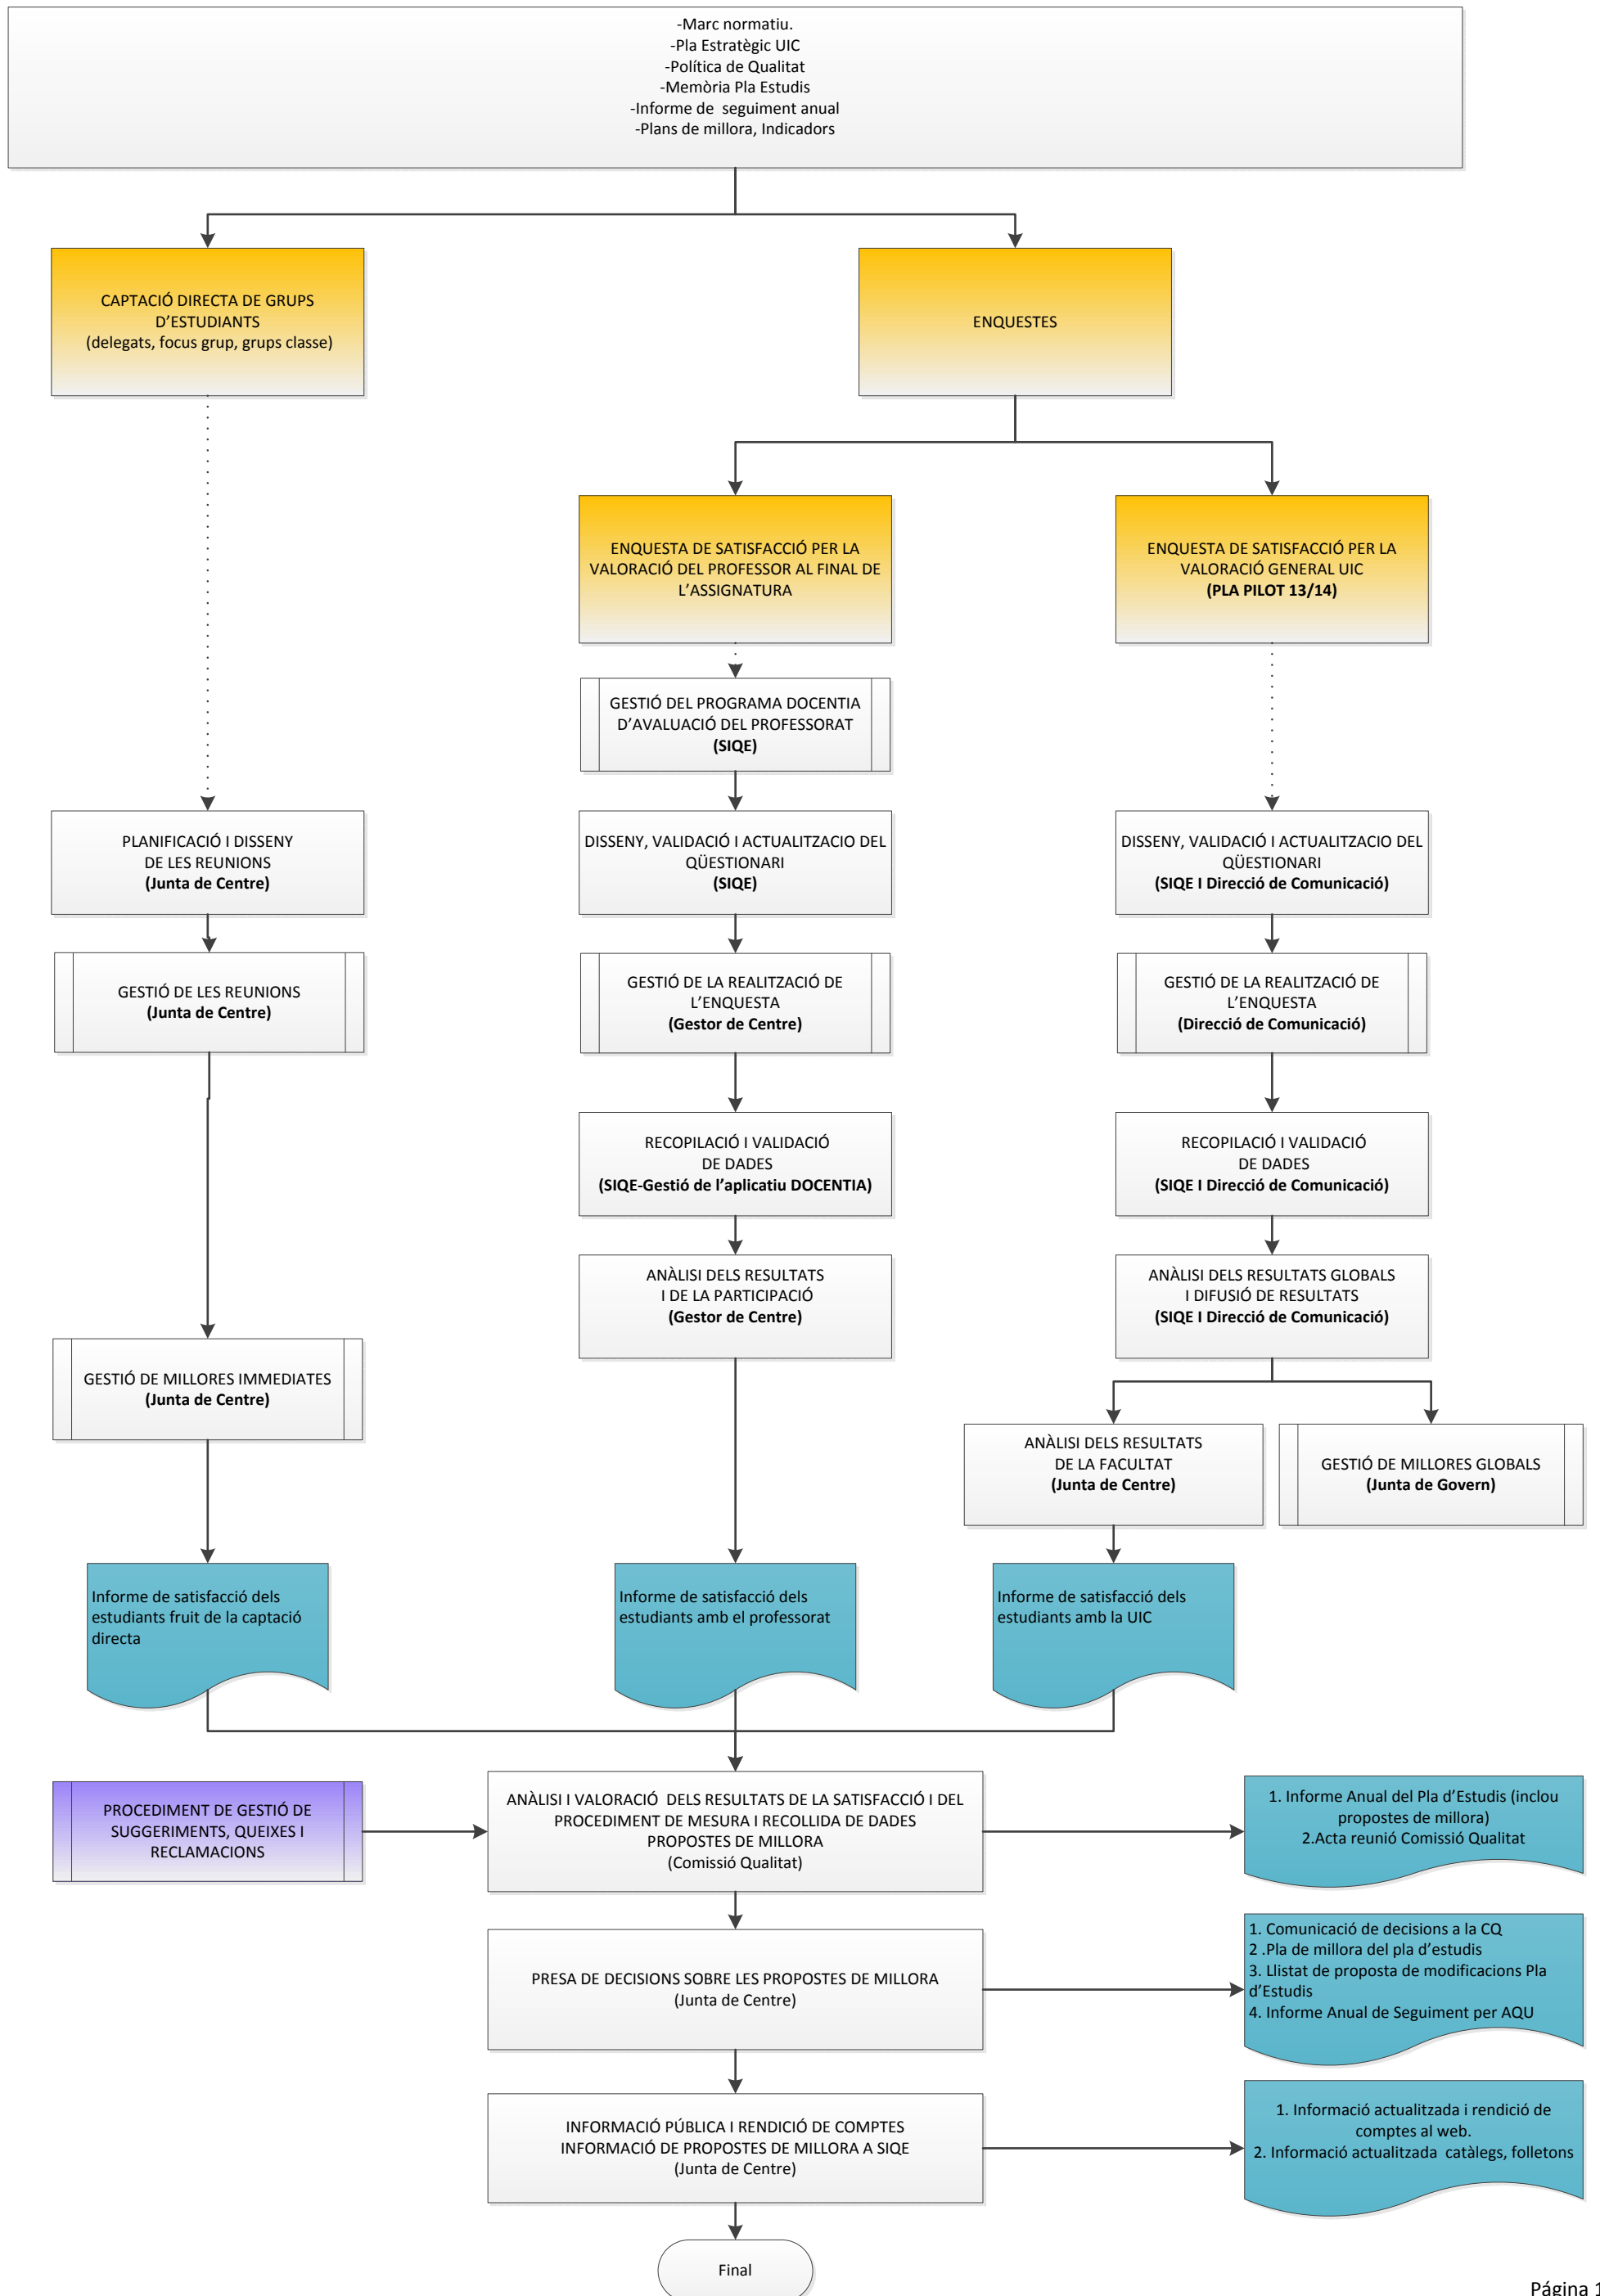 -Marc normatiu.
-Pla Estratègic UIC
-Política de Qualitat
-Memòria Pla Estudis
-Informe de  seguiment anual
-Plans de millora, Indicadors
CAPTACIÓ DIRECTA DE GRUPS
D’ESTUDIANTS
(delegats, focus grup, grups classe)
ENQUESTES
ENQUESTA DE SATISFACCIÓ PER LA
VALORACIÓ DEL PROFESSOR AL FINAL DE
L’ASSIGNATURA
ENQUESTA DE SATISFACCIÓ PER LA
VALORACIÓ GENERAL UIC
(PLA PILOT 13/14)
GESTIÓ DEL PROGRAMA DOCENTIA
D’AVALUACIÓ DEL PROFESSORAT
(SIQE)
PLANIFICACIÓ I DISSENY
DE LES REUNIONS
(Junta de Centre)
DISSENY, VALIDACIÓ I ACTUALITZACIO DEL
QÜESTIONARI
(SIQE)
DISSENY, VALIDACIÓ I ACTUALITZACIO DEL
QÜESTIONARI
(SIQE I Direcció de Comunicació)
GESTIÓ DE LES REUNIONS
(Junta de Centre)
GESTIÓ DE LA REALITZACIÓ DE
L’ENQUESTA
(Gestor de Centre)
GESTIÓ DE LA REALITZACIÓ DE
L’ENQUESTA
(Direcció de Comunicació)
RECOPILACIÓ I VALIDACIÓ
DE DADES
(SIQE-Gestió de l’aplicatiu DOCENTIA)
RECOPILACIÓ I VALIDACIÓ
DE DADES
(SIQE I Direcció de Comunicació)
ANÀLISI DELS RESULTATS
I DE LA PARTICIPACIÓ
(Gestor de Centre)
ANÀLISI DELS RESULTATS GLOBALS
I DIFUSIÓ DE RESULTATS
(SIQE I Direcció de Comunicació)
GESTIÓ DE MILLORES IMMEDIATES
(Junta de Centre)
ANÀLISI DELS RESULTATS
DE LA FACULTAT
(Junta de Centre)
GESTIÓ DE MILLORES GLOBALS
(Junta de Govern)
Informe de satisfacció dels
estudiants fruit de la captació
directa
Informe de satisfacció dels
estudiants amb el professorat
Informe de satisfacció dels
estudiants amb la UIC
PROCEDIMENT DE GESTIÓ DE
SUGGERIMENTS, QUEIXES I
RECLAMACIONS
ANÀLISI I VALORACIÓ  DELS RESULTATS DE LA SATISFACCIÓ I DEL
PROCEDIMENT DE MESURA I RECOLLIDA DE DADES
PROPOSTES DE MILLORA
(Comissió Qualitat)
1. Informe Anual del Pla d’Estudis (inclou
propostes de millora)
2.Acta reunió Comissió Qualitat
PRESA DE DECISIONS SOBRE LES PROPOSTES DE MILLORA
(Junta de Centre)
1. Comunicació de decisions a la CQ
2 .Pla de millora del pla d’estudis
3. Llistat de proposta de modificacions Pla
d’Estudis
4. Informe Anual de Seguiment per AQU
INFORMACIÓ PÚBLICA I RENDICIÓ DE COMPTES
INFORMACIÓ DE PROPOSTES DE MILLORA A SIQE
(Junta de Centre)
1. Informació actualitzada i rendició de
comptes al web.
2. Informació actualitzada  catàlegs, folletons
Final
Página 1